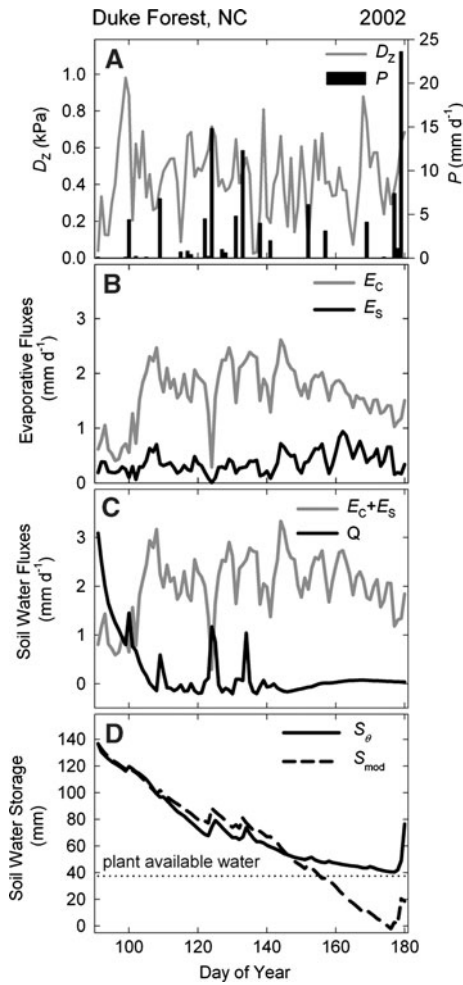 Duke Forest, NC 2002
A
D_Z
P
D_Z (kPa)
1.0
0.8
0.6
0.4
0.2
0.0
25
20
15
10
5
0
P (mm d⁻¹)
B
E_C
E_S
Evaporative Fluxes
(mm d⁻¹)
3
2
1
0
C
E_C+E_S
Q
Soil Water Fluxes
(mm d⁻¹)
3
2
1
0
D
S_θ
S_mod
Soil Water Storage
(mm)
140
120
100
80
60
40
20
0
plant available water
100 120 140 160 180
Day of Year